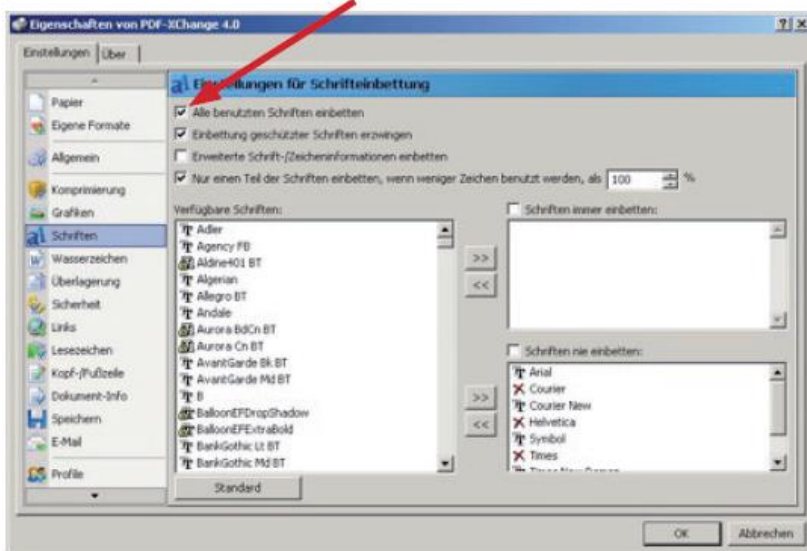 Eigenschaften von PDF-XChange 4.0
Einstellungen
Über
Papier
Eigene Formate
Allgemein
Komprimierung
Grafiken
Schriften
Wasserzeichen
Überlagerung
Sicherheit
Links
Lesezeichen
Kopf-/Fußzeile
Dokument-Info
Speichern
E-Mail
Profile
Einstellungen für Schrifteinbettung
Alle benutzten Schriften einbetten
Einbettung geschützter Schriften erzwingen
Erweiterte Schrift-/Zeicheninformationen einbetten
Nur einen Teil der Schriften einbetten, wenn weniger Zeichen benutzt werden, als 100 %
Verfügbare Schriften:
Adler
Agency FB
Aldine401 BT
Algerian
Allegro BT
Andale
Aurora BdCn BT
Aurora Cn BT
AvantGarde Bk BT
AvantGarde Md BT
B
BalloonEFDropShadow
BalloonEFExtraBold
BankGothic Lt BT
BankGothic Md BT
Standard
>>
<<
>>
<<
Schriften immer einbetten:
Schriften nie einbetten:
Arial
Courier
Courier New
Helvetica
Symbol
Times
Times New Roman
OK
Abbrechen